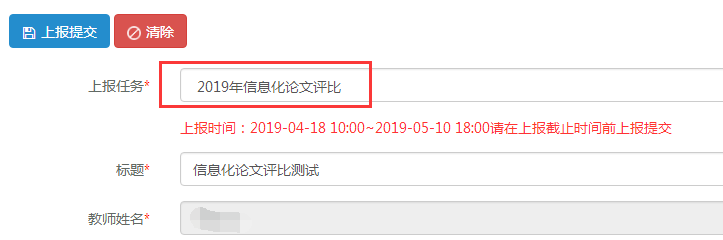 上报提交 清除
上报任务* 2019年信息化论文评比
上报时间：2019-04-18 10:00~2019-05-10 18:00请在上报截止时间前上报提交
标题* 信息化论文评比测试
教师姓名*